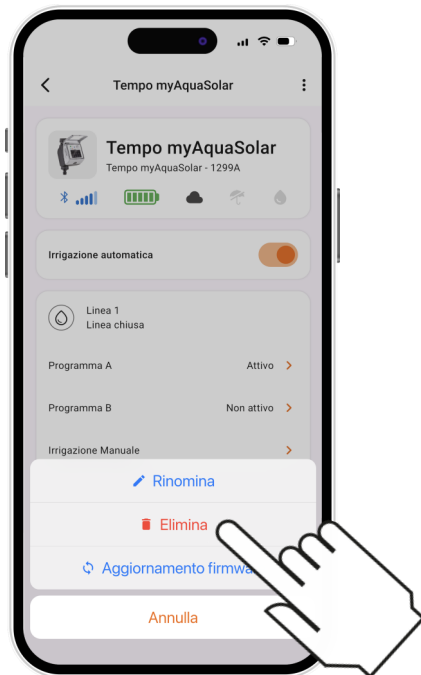 Tempo myAquaSolar
Tempo myAquaSolar
Tempo myAquaSolar - 1299A
Irrigazione automatica
Linea 1
Linea chiusa
Programma A Attivo
Programma B Non attivo
Irrigazione Manuale
Rinomina
Elimina
Aggiornamento firmwa
Annulla